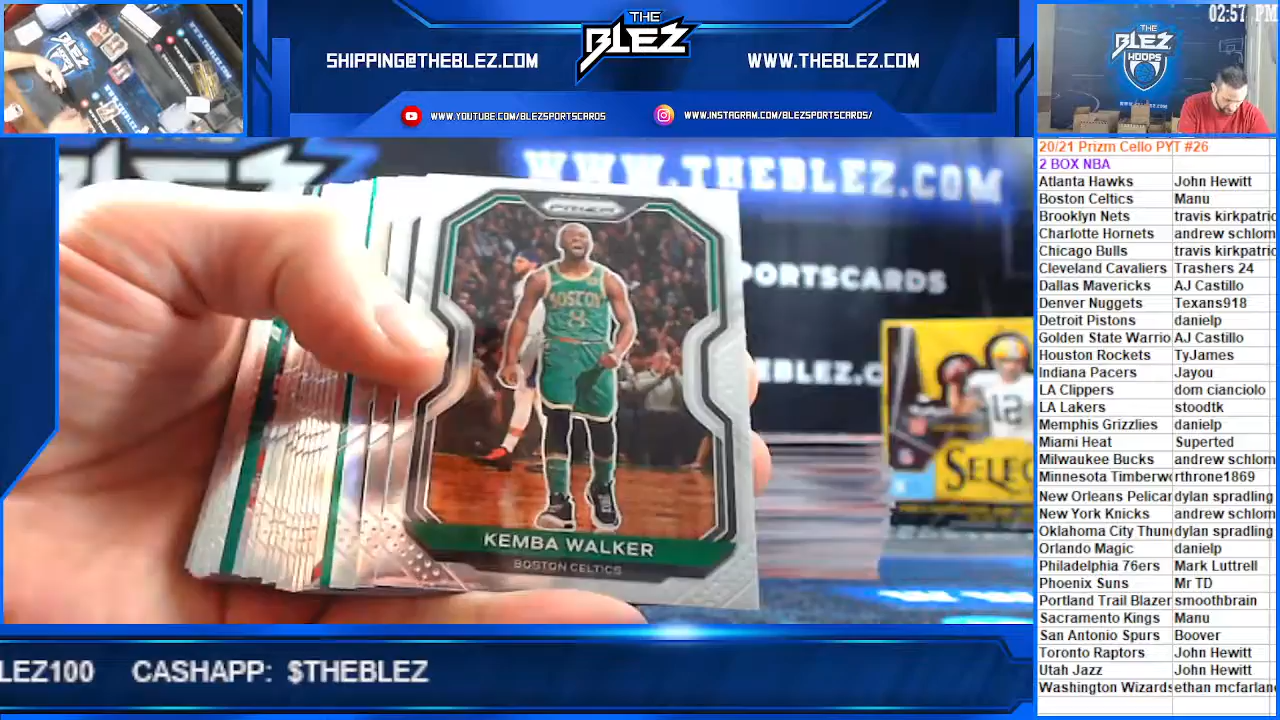 THE
BLEZ
SHIPPING@THEBLEZ.COM
WWW.THEBLEZ.COM
WWW.YOUTUBE.COM/BLEZSPORTSCARDS
WWW.INSTAGRAM.COM/BLEZSPORTSCARDS/
02:57 PM
THE
BLEZ
HOOPS
WWW.THEBLEZ.COM
PORTSCARDS
BLEZ.C
PRIZM
BOSTON
8
KEMBA WALKER
BOSTON CELTICS
12
SELEC
LEZ100 CASHAPP: $THEBLEZ
20/21 Prizm Cello PYT #26
2 BOX NBA
Atlanta Hawks John Hewitt
Boston Celtics Manu
Brooklyn Nets travis kirkpatric
Charlotte Hornets andrew schlom
Chicago Bulls travis kirkpatric
Cleveland Cavaliers Trashers 24
Dallas Mavericks AJ Castillo
Denver Nuggets Texans918
Detroit Pistons danielp
Golden State Warrio AJ Castillo
Houston Rockets TyJames
Indiana Pacers Jayou
LA Clippers dom cianciolo
LA Lakers stoodtk
Memphis Grizzlies danielp
Miami Heat Superted
Milwaukee Bucks andrew schlom
Minnesota Timberwo rthrone1869
New Orleans Pelican dylan spradling
New York Knicks andrew schlom
Oklahoma City Thund dylan spradling
Orlando Magic danielp
Philadelphia 76ers Mark Luttrell
Phoenix Suns Mr TD
Portland Trail Blazer smoothbrain
Sacramento Kings Manu
San Antonio Spurs Boover
Toronto Raptors John Hewitt
Utah Jazz John Hewitt
Washington Wizards ethan mcfarlan